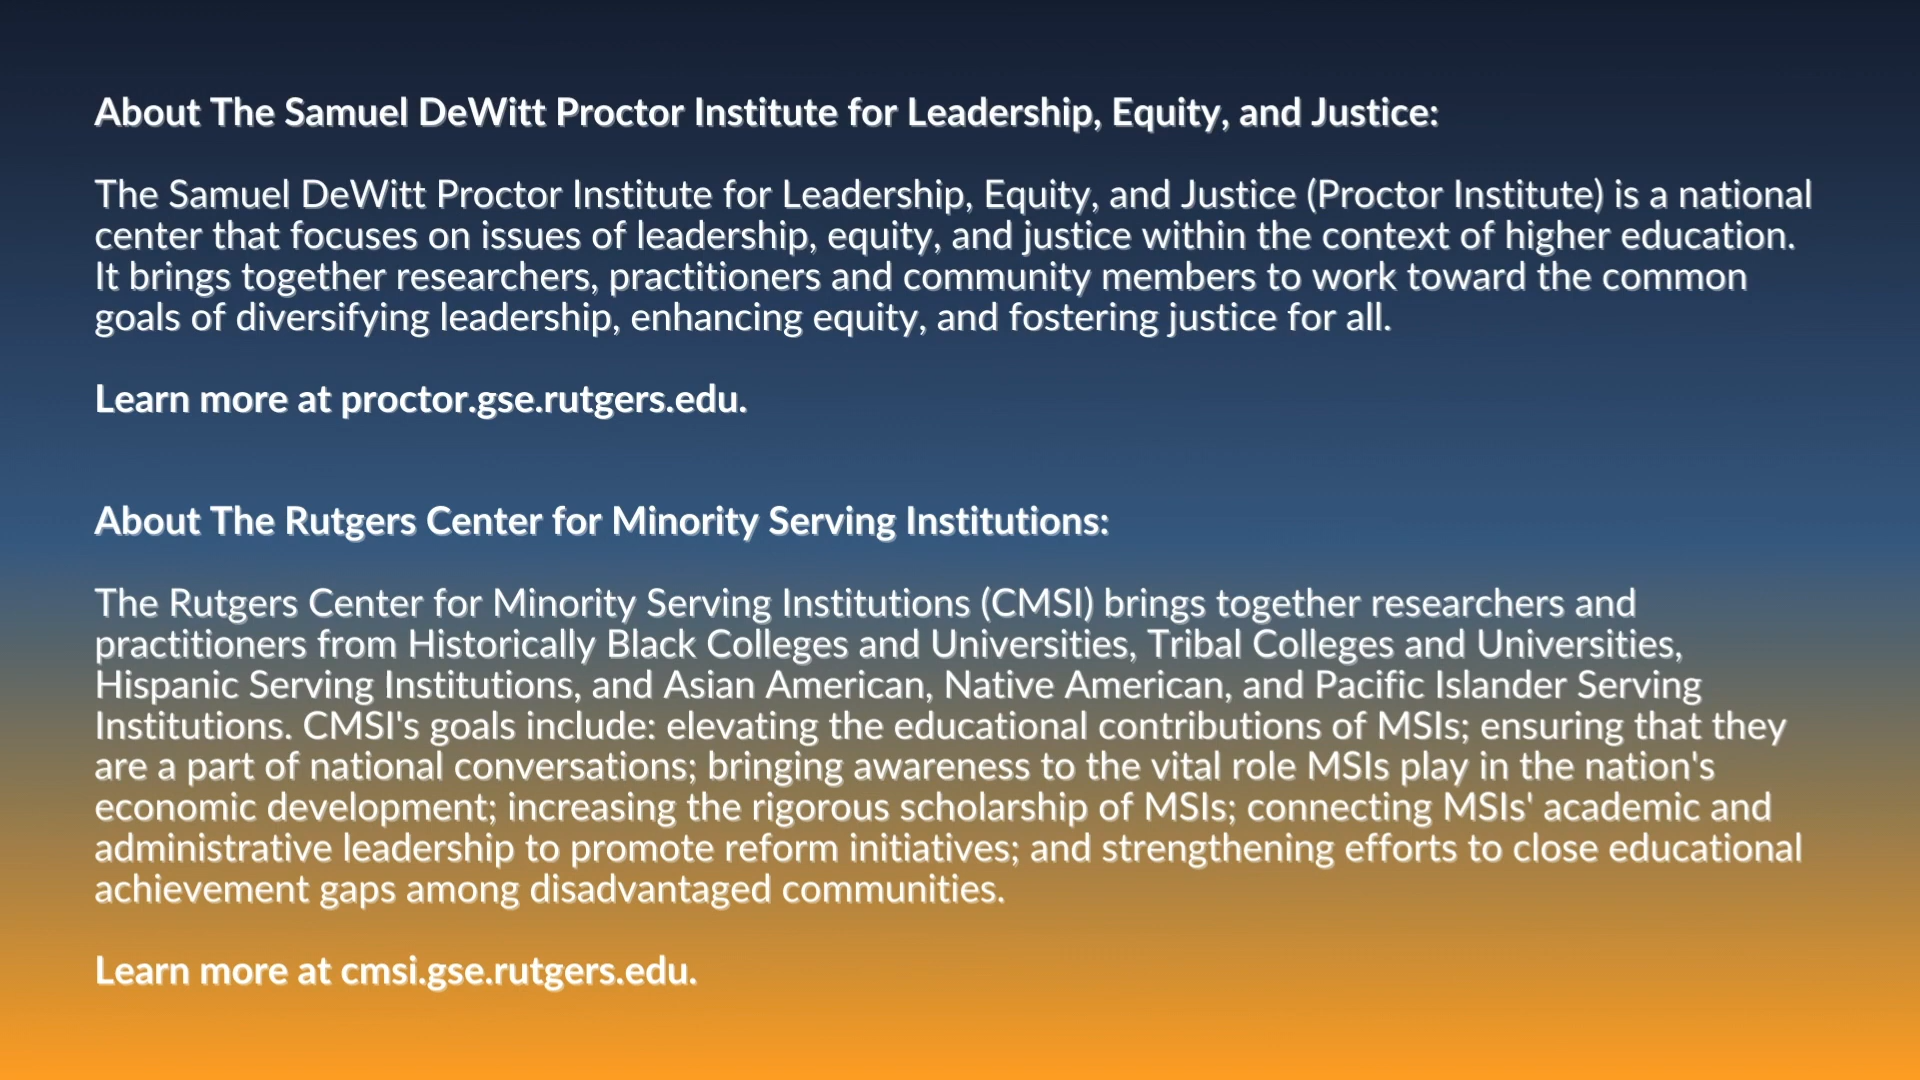 About The Samuel DeWitt Proctor Institute for Leadership, Equity, and Justice:
The Samuel DeWitt Proctor Institute for Leadership, Equity, and Justice (Proctor Institute) is a national
center that focuses on issues of leadership, equity, and justice within the context of higher education.
It brings together researchers, practitioners and community members to work toward the common
goals of diversifying leadership, enhancing equity, and fostering justice for all.
Learn more at proctor.gse.rutgers.edu.
About The Rutgers Center for Minority Serving Institutions:
The Rutgers Center for Minority Serving Institutions (CMSI) brings together researchers and
practitioners from Historically Black Colleges and Universities, Tribal Colleges and Universities,
Hispanic Serving Institutions, and Asian American, Native American, and Pacific Islander Serving
Institutions. CMSI's goals include: elevating the educational contributions of MSIs; ensuring that they
are a part of national conversations; bringing awareness to the vital role MSIs play in the nation's
economic development; increasing the rigorous scholarship of MSIs; connecting MSIs' academic and
administrative leadership to promote reform initiatives; and strengthening efforts to close educational
achievement gaps among disadvantaged communities.
Learn more at cmsi.gse.rutgers.edu.